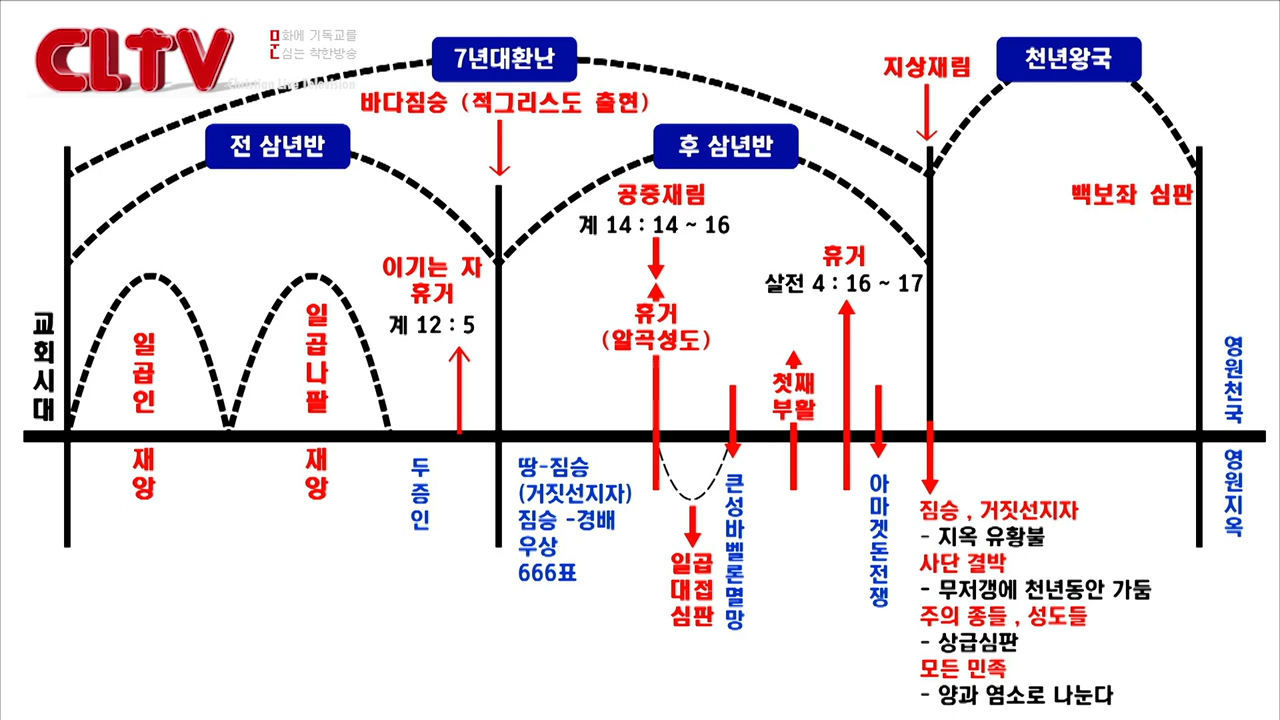 CLTV
문화에 기독교를
심는 착한방송
Christian Live Television
7년대환난
지상재림
천년왕국
바다짐승 (적그리스도 출현)
전 삼년반
후 삼년반
공중재림
계 14 : 14 ~ 16
백보좌 심판
이기는 자
휴거
계 12 : 5
휴거
살전 4 : 16 ~ 17
휴거
(알곡성도)
첫째
부활
교회시대
일곱인
재앙
일곱나팔
재앙
영원천국
영원지옥
두증인
땅-짐승
(거짓선지자)
짐승 -경배
우상
666표
일곱
대접
심판
큰성바벨론멸망
아마겟돈전쟁
짐승 , 거짓선지자
- 지옥 유황불
사단 결박
- 무저갱에 천년동안 가둠
주의 종들 , 성도들
- 상급심판
모든 민족
- 양과 염소로 나눈다